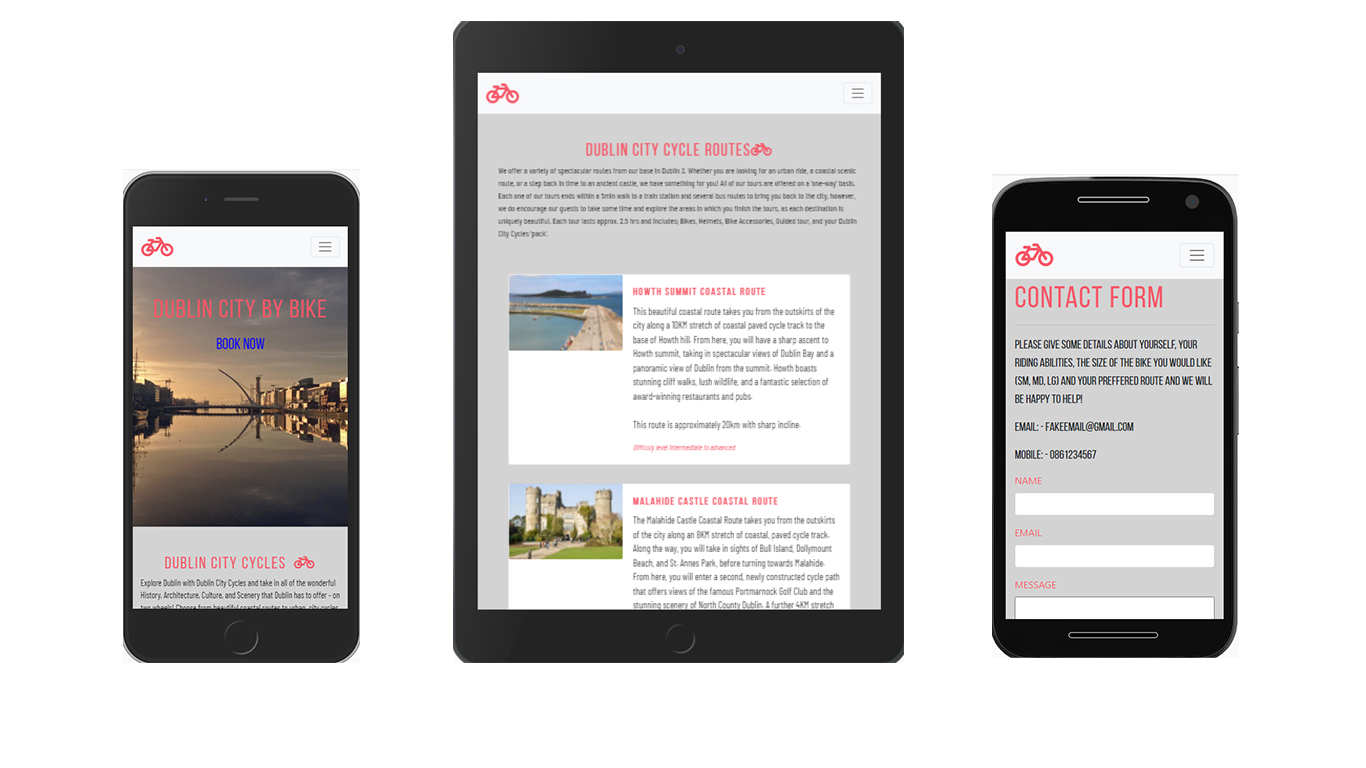 DUBLIN CITY BY BIKE
BOOK NOW
DUBLIN CITY CYCLES
Explore Dublin with Dublin City Cycles and take in all of the wonderful
History, Architecture, Culture, and Scenery that Dublin has to offer - on
two wheels! Choose from beautiful coastal routes to urban, city cycles
DUBLIN CITY CYCLE ROUTES
We offer a variety of spectacular routes from our base in Dublin 3. Whether you are looking for an urban ride, a coastal scenic
route, or a step back in time to an ancient castle, we have something for you! All of our tours are offered on a 'one-way' basis.
Each one of our tours ends within a 5min walk to a train station and several bus routes to bring you back to the city, however,
we do encourage our guests to take some time and explore the areas in which you finish the tours, as each destination is
uniquely beautiful. Each tour lasts approx. 2.5 hrs and includes; Bikes, Helmets, Bike Accessories, Guided tour, and your Dublin
City Cycles 'pack'.
HOWTH SUMMIT COASTAL ROUTE
This beautiful coastal route takes you from the outskirts of the
city along a 10KM stretch of coastal paved cycle track to the
base of Howth hill. From here, you will have a sharp ascent to
Howth summit, taking in spectacular views of Dublin Bay and a
panoramic view of Dublin from the summit. Howth boasts
stunning cliff walks, lush wildlife, and a fantastic selection of
award-winning restaurants and pubs.
This route is approximately 20km with sharp incline.
Difficuly level Intermediate to advanced
MALAHIDE CASTLE COASTAL ROUTE
The Malahide Castle Coastal Route takes you from the outskirts
of the city along an 8KM stretch of coastal, paved cycle track.
Along the way, you will take in sights of Bull Island, Dollymount
Beach, and St. Annes Park, before turning towards Malahide.
From here, you will enter a second, newly constructed cycle path
that offers views of the famous Portmarnock Golf Club and the
stunning scenery of North County Dublin. A further 4KM stretch
CONTACT FORM
PLEASE GIVE SOME DETAILS ABOUT YOURSELF, YOUR
RIDING ABILITIES, THE SIZE OF THE BIKE YOU WOULD LIKE
(SM, MD, LG) AND YOUR PREFFERED ROUTE AND WE WILL
BE HAPPY TO HELP!
EMAIL: - FAKEEMAIL@GMAIL.COM
MOBILE: - 0861234567
NAME
EMAIL
MESSAGE